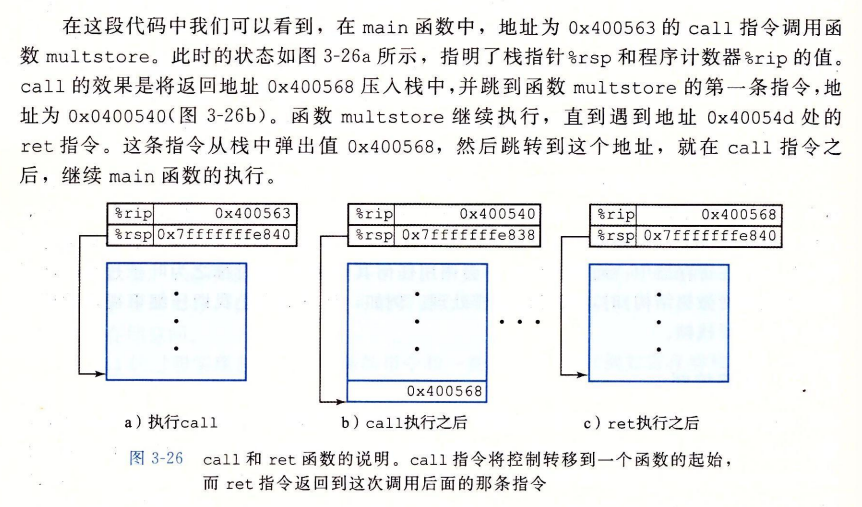 在这段代码中我们可以看到，在 main 函数中，地址为 0x400563 的 call 指令调用函
数 multstore。此时的状态如图 3-26a 所示，指明了栈指针%rsp 和程序计数器%rip 的值。
call 的效果是将返回地址 0x400568 压入栈中，并跳到函数 multstore 的第一条指令，地
址为 0x0400540(图 3-26b)。函数 multstore 继续执行，直到遇到地址 0x40054d 处的
ret 指令。这条指令从栈中弹出值 0x400568，然后跳转到这个地址，就在 call 指令之
后，继续 main 函数的执行。
%rip 0x400563
%rsp 0x7fffffffe840
%rip 0x400540
%rsp 0x7fffffffe838
%rip 0x400568
%rsp 0x7fffffffe840
0x400568
a）执行call
b）call执行之后
c）ret执行之后
图 3-26 call 和 ret 函数的说明。call 指令将控制转移到一个函数的起始，
而 ret 指令返回到这次调用后面的那条指令